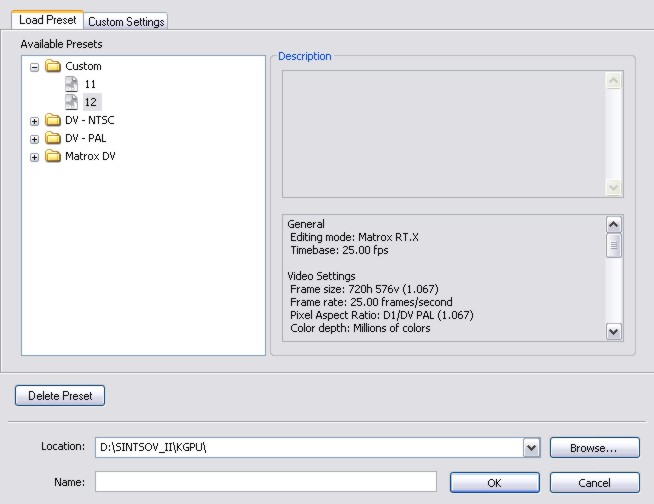 Load Preset
Custom Settings
Available Presets
Custom
11
12
DV - NTSC
DV - PAL
Matrox DV
Description
General
Editing mode: Matrox RT.X
Timebase: 25.00 fps
Video Settings
Frame size: 720h 576v (1.067)
Frame rate: 25.00 frames/second
Pixel Aspect Ratio: D1/DV PAL (1.067)
Color depth: Millions of colors
Delete Preset
Location: D:\SINTSOV_II\KGPU\ Browse...
Name: OK Cancel